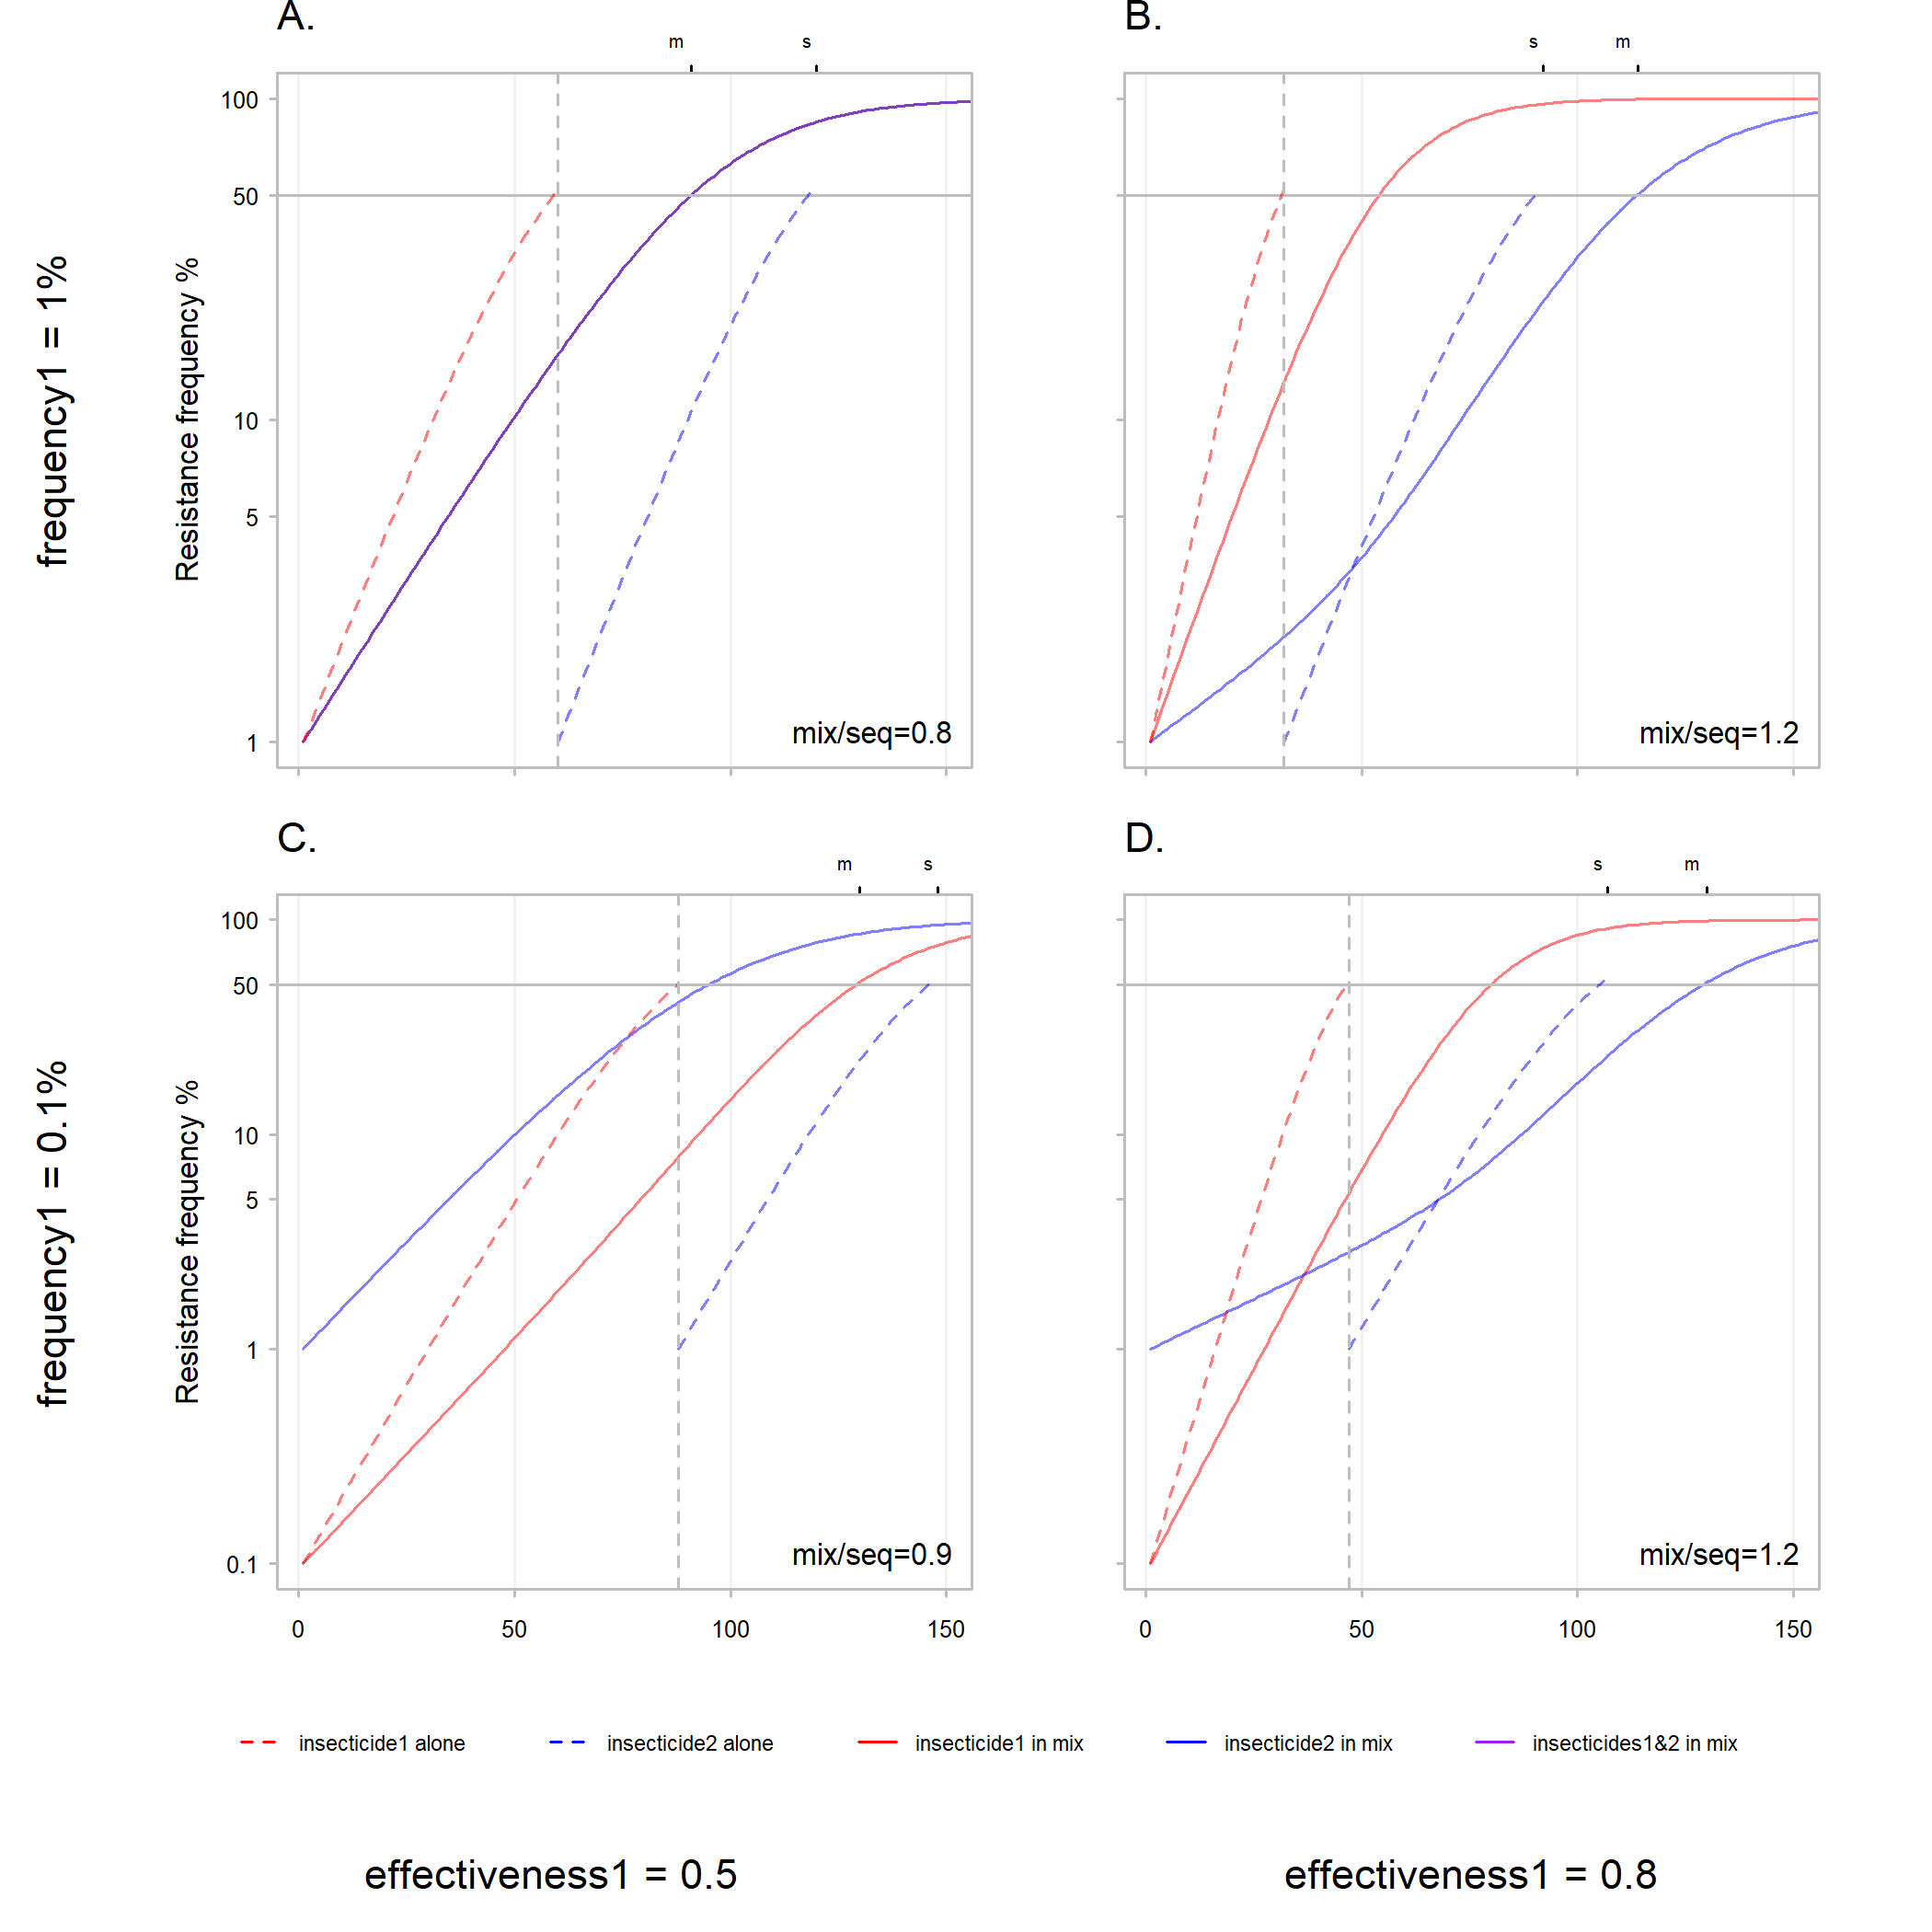 A.
m s
100
50
10
5
1
Resistance frequency %
frequency1 = 1%
mix/seq=0.8
B.
s m
mix/seq=1.2
C.
m s
100
50
10
5
1
0.1
Resistance frequency %
frequency1 = 0.1%
mix/seq=0.9
0 50 100 150
D.
s m
mix/seq=1.2
0 50 100 150
insecticide1 alone insecticide2 alone insecticide1 in mix insecticide2 in mix insecticides1&2 in mix
effectiveness1 = 0.5 effectiveness1 = 0.8